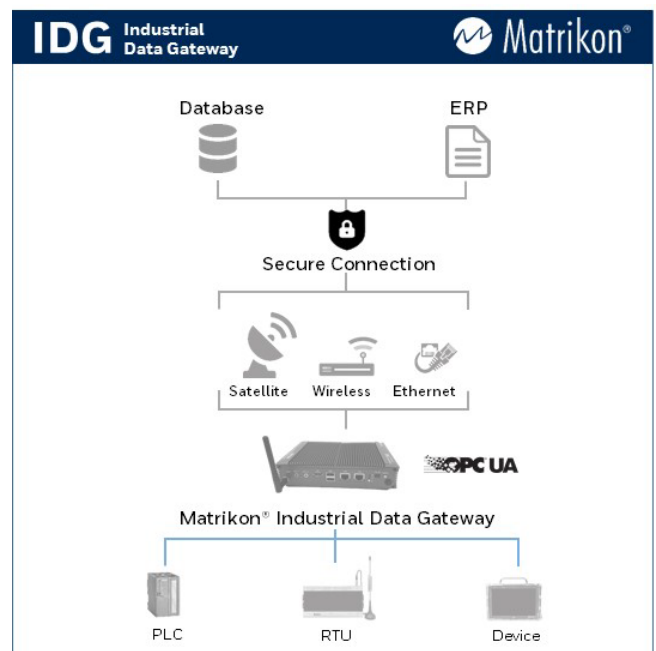 IDG Industrial
Data Gateway
Matrikon®
Database
ERP
Secure Connection
Satellite
Wireless
Ethernet
OPC UA
Matrikon® Industrial Data Gateway
PLC
RTU
Device